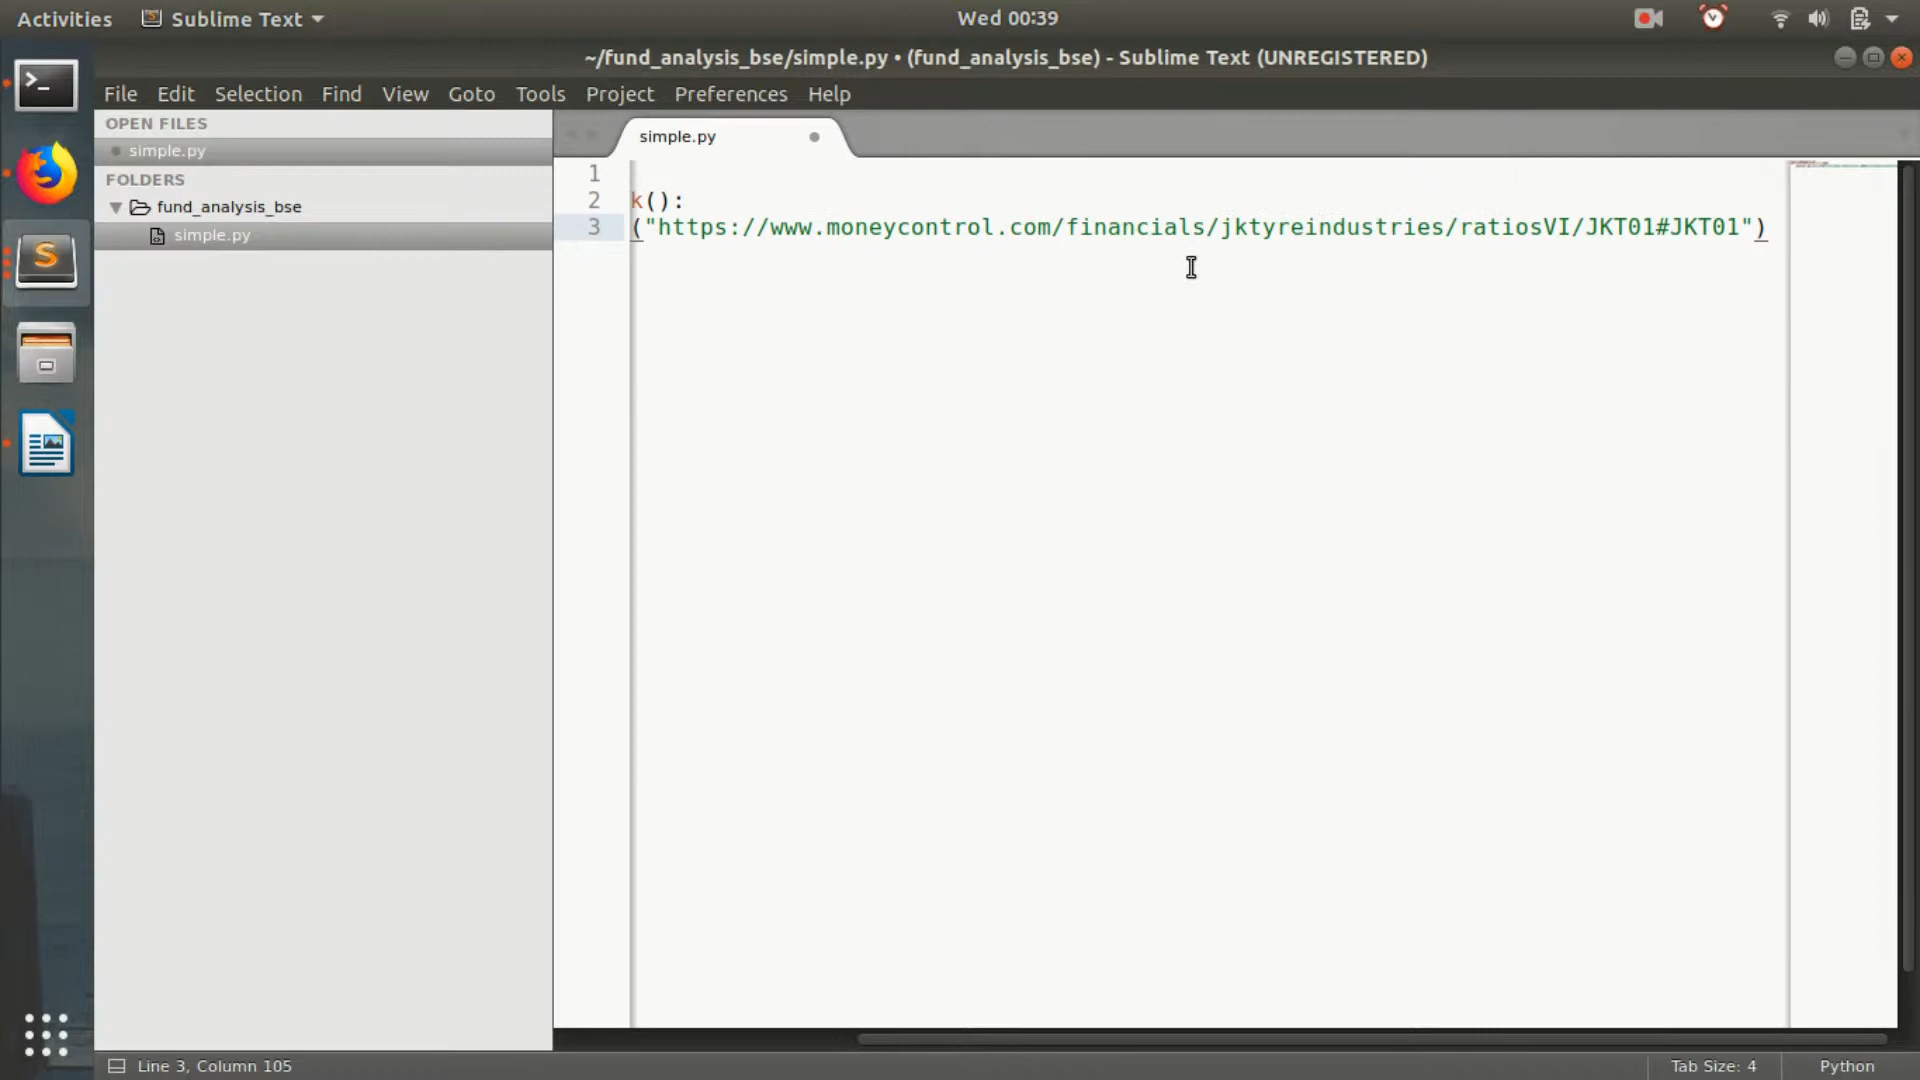 Activities Sublime Text Wed 00:39
~/fund_analysis_bse/simple.py • (fund_analysis_bse) - Sublime Text (UNREGISTERED)
File Edit Selection Find View Goto Tools Project Preferences Help
OPEN FILES
simple.py
FOLDERS
fund_analysis_bse
simple.py
simple.py
1
2 k():
3 ("https://www.moneycontrol.com/financials/jktyreindustries/ratiosVI/JKT01#JKT01")
Line 3, Column 105
Tab Size: 4
Python